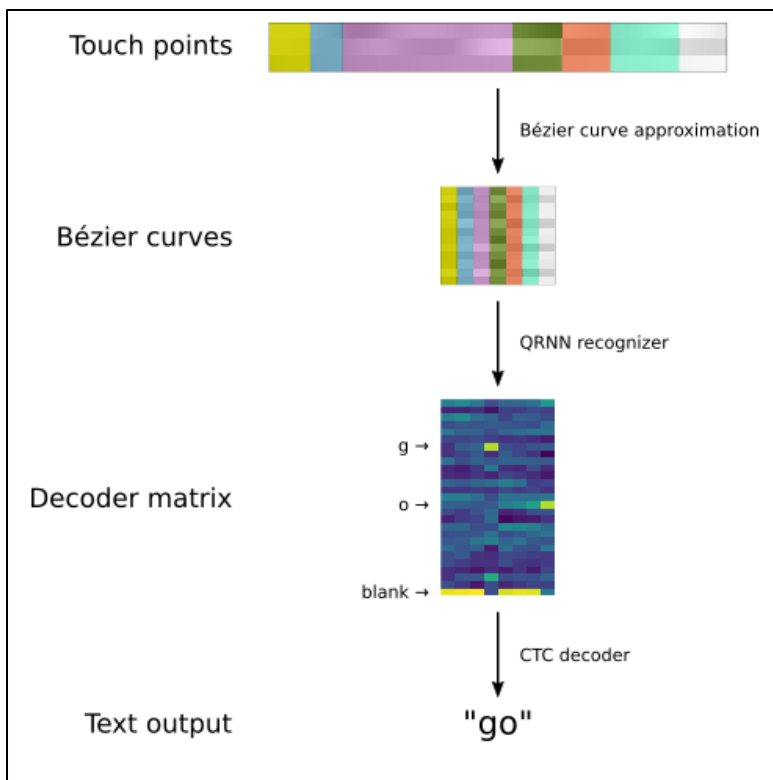 Touch points
Bézier curve approximation
Bézier curves
QRNN recognizer
g →
Decoder matrix
o →
blank →
CTC decoder
Text output
"go"